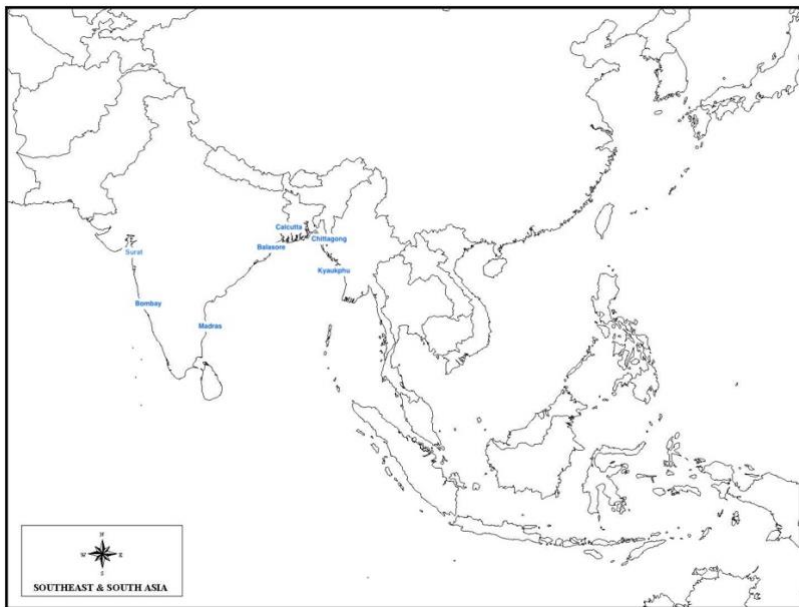 Calcutta
Chittagong
Balasore
Surat
Kyaukphu
Bombay
Madras
N
W E
S
SOUTHEAST & SOUTH ASIA